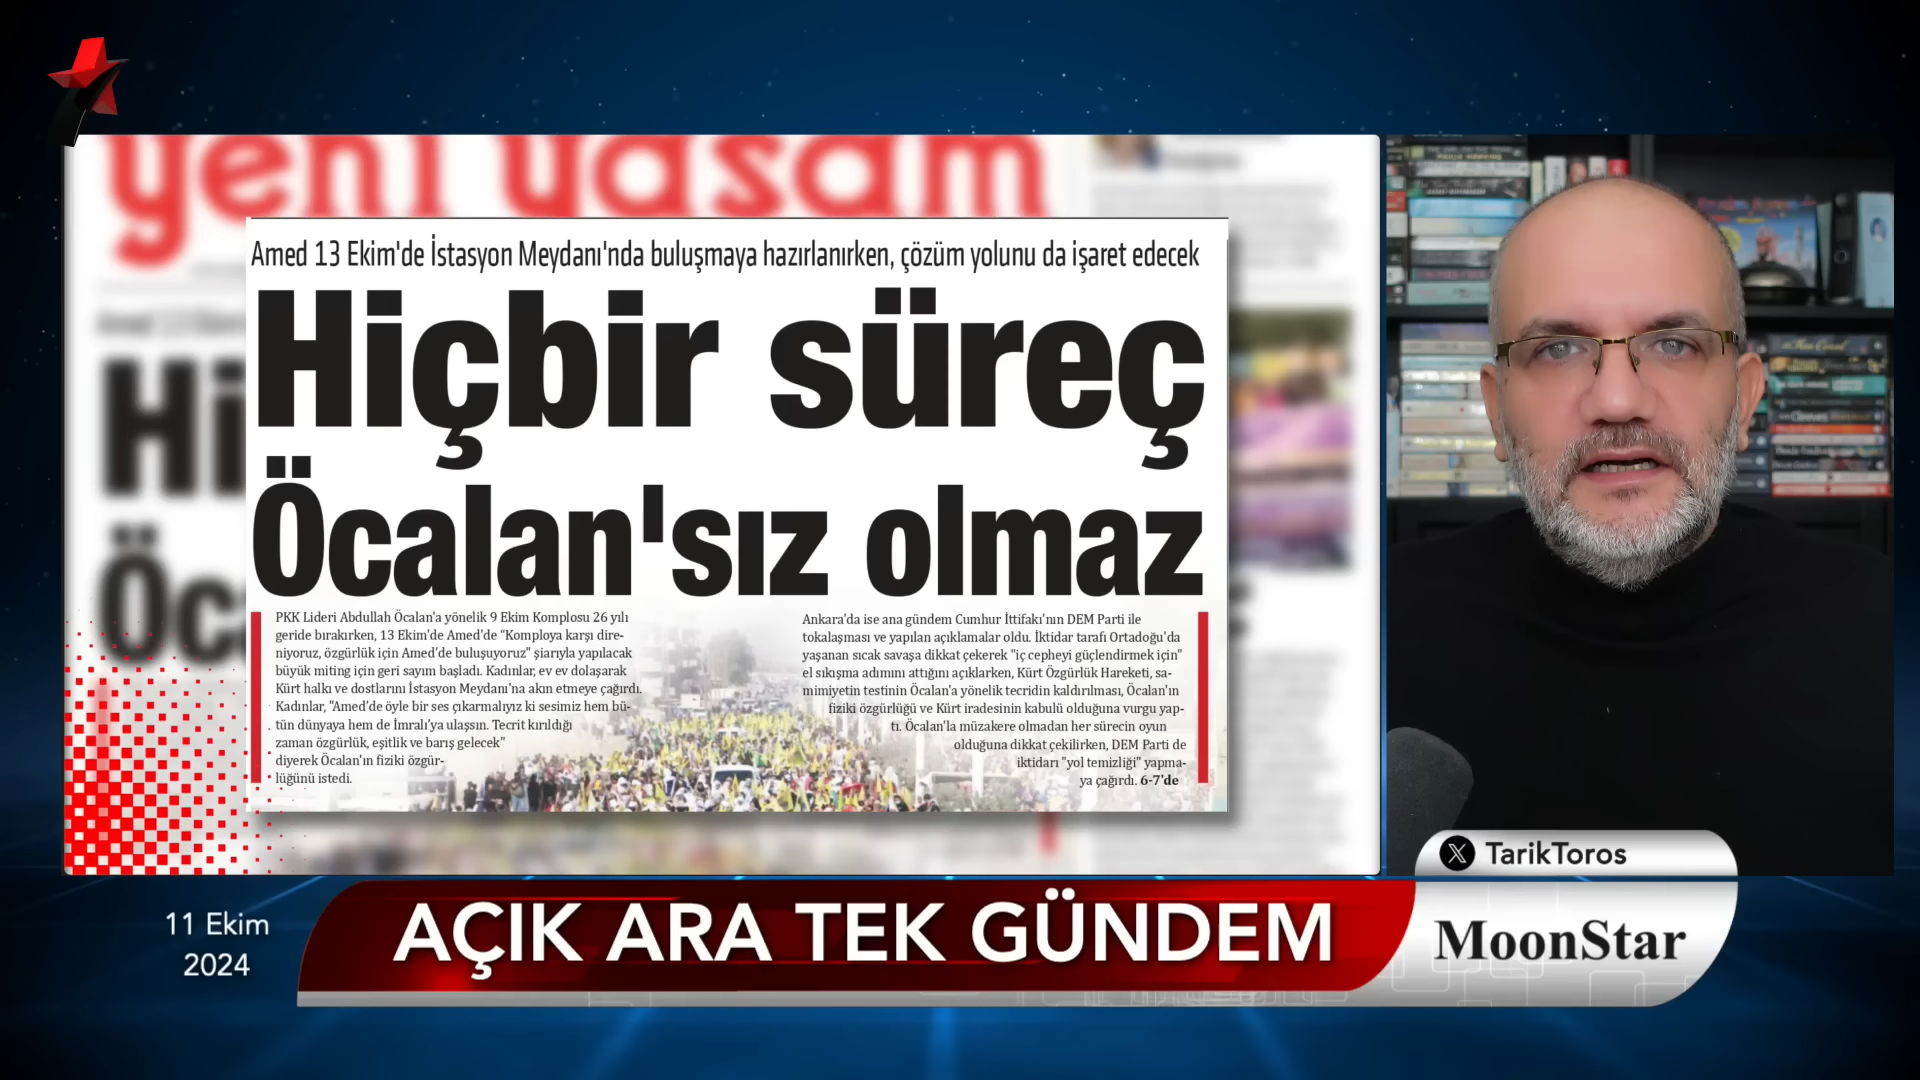 yeni yaşam
Amed 13 Ekim'de İstasyon Meydanı'nda buluşmaya hazırlanırken, çözüm yolunu da işaret edecek
Hiçbir süreç
Öcalan'sız olmaz
PKK Lideri Abdullah Öcalan'a yönelik 9 Ekim Komplosu 26 yılı
geride bırakırken, 13 Ekim'de Amed'de “Komploya karşı dire-
niyoruz, özgürlük için Amed'de buluşuyoruz” şiarıyla yapılacak
büyük miting için geri sayım başladı. Kadınlar, ev ev dolaşarak
Kürt halkı ve dostlarını İstasyon Meydanı'na akın etmeye çağırdı.
Kadınlar, "Amed'de öyle bir ses çıkarmalıyız ki sesimiz hem bü-
tün dünyaya hem de İmralı'ya ulaşsın. Tecrit kırıldığı
zaman özgürlük, eşitlik ve barış gelecek"
diyerek Öcalan'ın fiziki özgür-
lüğünü istedi.
Ankara'da ise ana gündem Cumhur İttifakı'nın DEM Parti ile
tokalaşması ve yapılan açıklamalar oldu. İktidar tarafı Ortadoğu'da
yaşanan sıcak savaşa dikkat çekerek "iç cepheyi güçlendirmek için"
el sıkışma adımını attığını açıklarken, Kürt Özgürlük Hareketi, sa-
mimiyetin testinin Öcalan'a yönelik tecridin kaldırılması, Öcalan'ın
fiziki özgürlüğü ve Kürt iradesinin kabulü olduğuna vurgu yap-
tı. Öcalan'la müzakere olmadan her sürecin oyun
olduğuna dikkat çekilirken, DEM Parti de
iktidarı "yol temizliği" yapma-
ya çağırdı. 6-7'de
TarikToros
11 Ekim
2024
AÇIK ARA TEK GÜNDEM
MoonStar